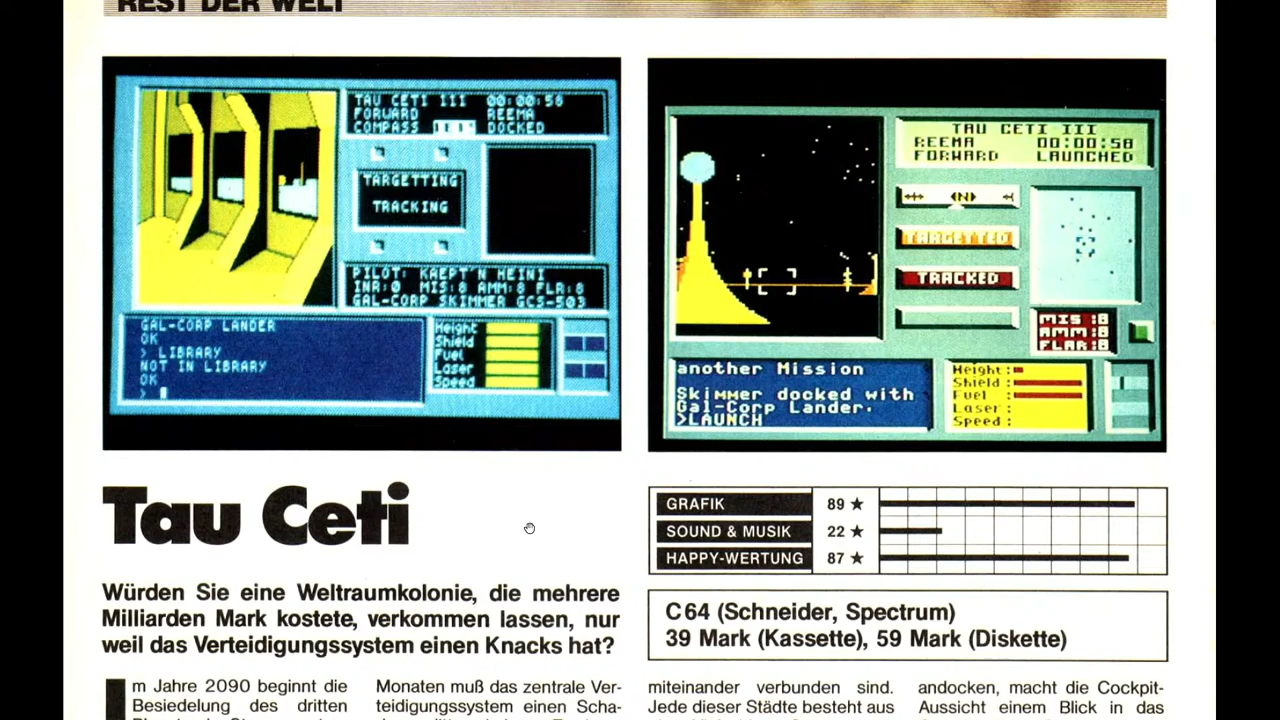 REST DER WELT
TAU CETI III 00:00:58
FORWARD REEMA
COMPASS DOCKED
TARGETTING
TRACKING
PILOT: KAEPT'N HEINI
INR:0 MIS:8 AMM:8 FLR:8
GAL-CORP SKIMMER GCS-503
GAL-CORP LANDER
OK
> LIBRARY
NOT IN LIBRARY
OK
>
Height
Shield
Fuel
Laser
Speed
TAU CETI III
REEMA 00:00:58
FORWARD LAUNCHED
N
TARGETTED
TRACKED
MIS :8
AMM :8
FLAR:8
another Mission
Skimmer docked with
Gal-Corp Lander.
>LAUNCH
Height:
Shield:
Fuel :
Laser:
Speed:
Tau Ceti
GRAFIK 89 ★
SOUND & MUSIK 22 ★
HAPPY-WERTUNG 87 ★
Würden Sie eine Weltraumkolonie, die mehrere
Milliarden Mark kostete, verkommen lassen, nur
weil das Verteidigungssystem einen Knacks hat?
C 64 (Schneider, Spectrum)
39 Mark (Kassette), 59 Mark (Diskette)
Im Jahre 2090 beginnt die
Besiedelung des dritten
Monaten muß das zentrale Ver-
teidigungssystem einen Scha-
miteinander verbunden sind.
Jede dieser Städte besteht aus
andocken, macht die Cockpit-
Aussicht einem Blick in das